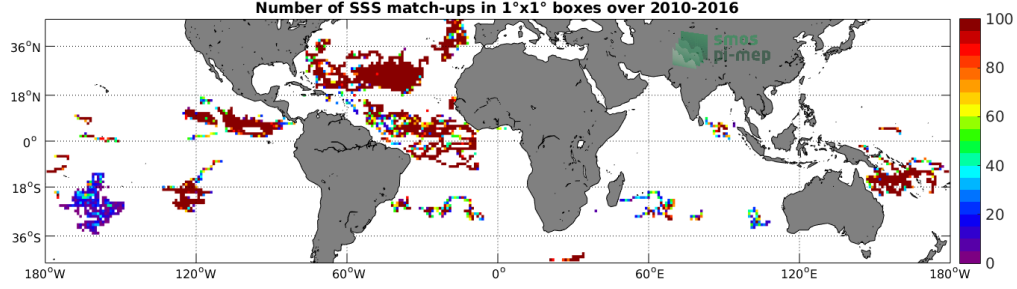 Number of SSS match-ups in 1°x1° boxes over 2010-2016
36°N
18°N
0°
18°S
36°S
180°W 120°W 60°W 0° 60°E 120°E 180°W
100
80
60
40
20
0
smos
pi-mep